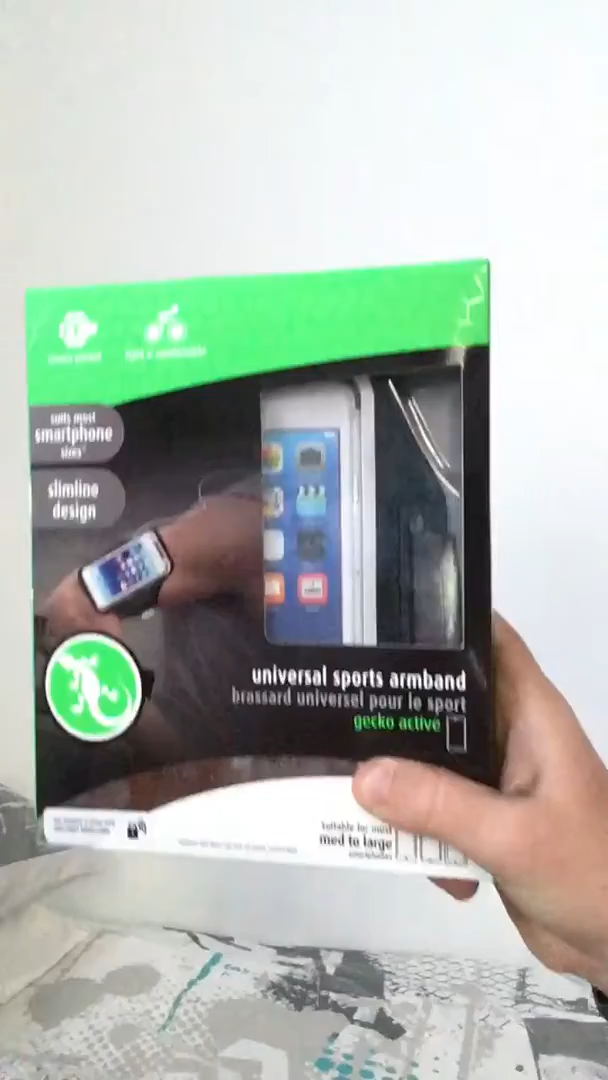 suits most
smartphone
sizes*
slimline
design
universal sports armband
brassard universel pour le sport
gecko active
suitable for most
med to large
smartphones